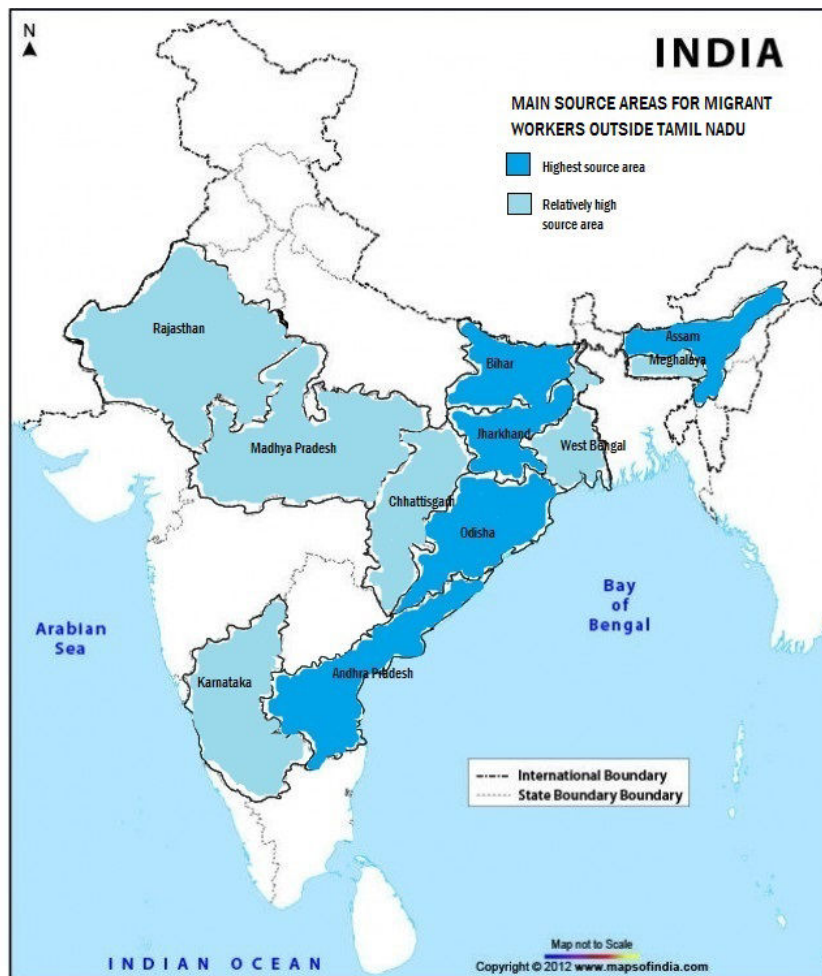 N
INDIA
MAIN SOURCE AREAS FOR MIGRANT
WORKERS OUTSIDE TAMIL NADU
Highest source area
Relatively high
source area
Rajasthan
Assam
Bihar
Meghalaya
Jharkhand
Madhya Pradesh
West Bengal
Chhattisgarh
Odisha
Bay
of
Bengal
Arabian
Sea
Karnataka
Andhra Pradesh
International Boundary
State Boundary Boundary
Map not to Scale
INDIAN OCEAN
Copyright © 2012 www.mapsofindia.com